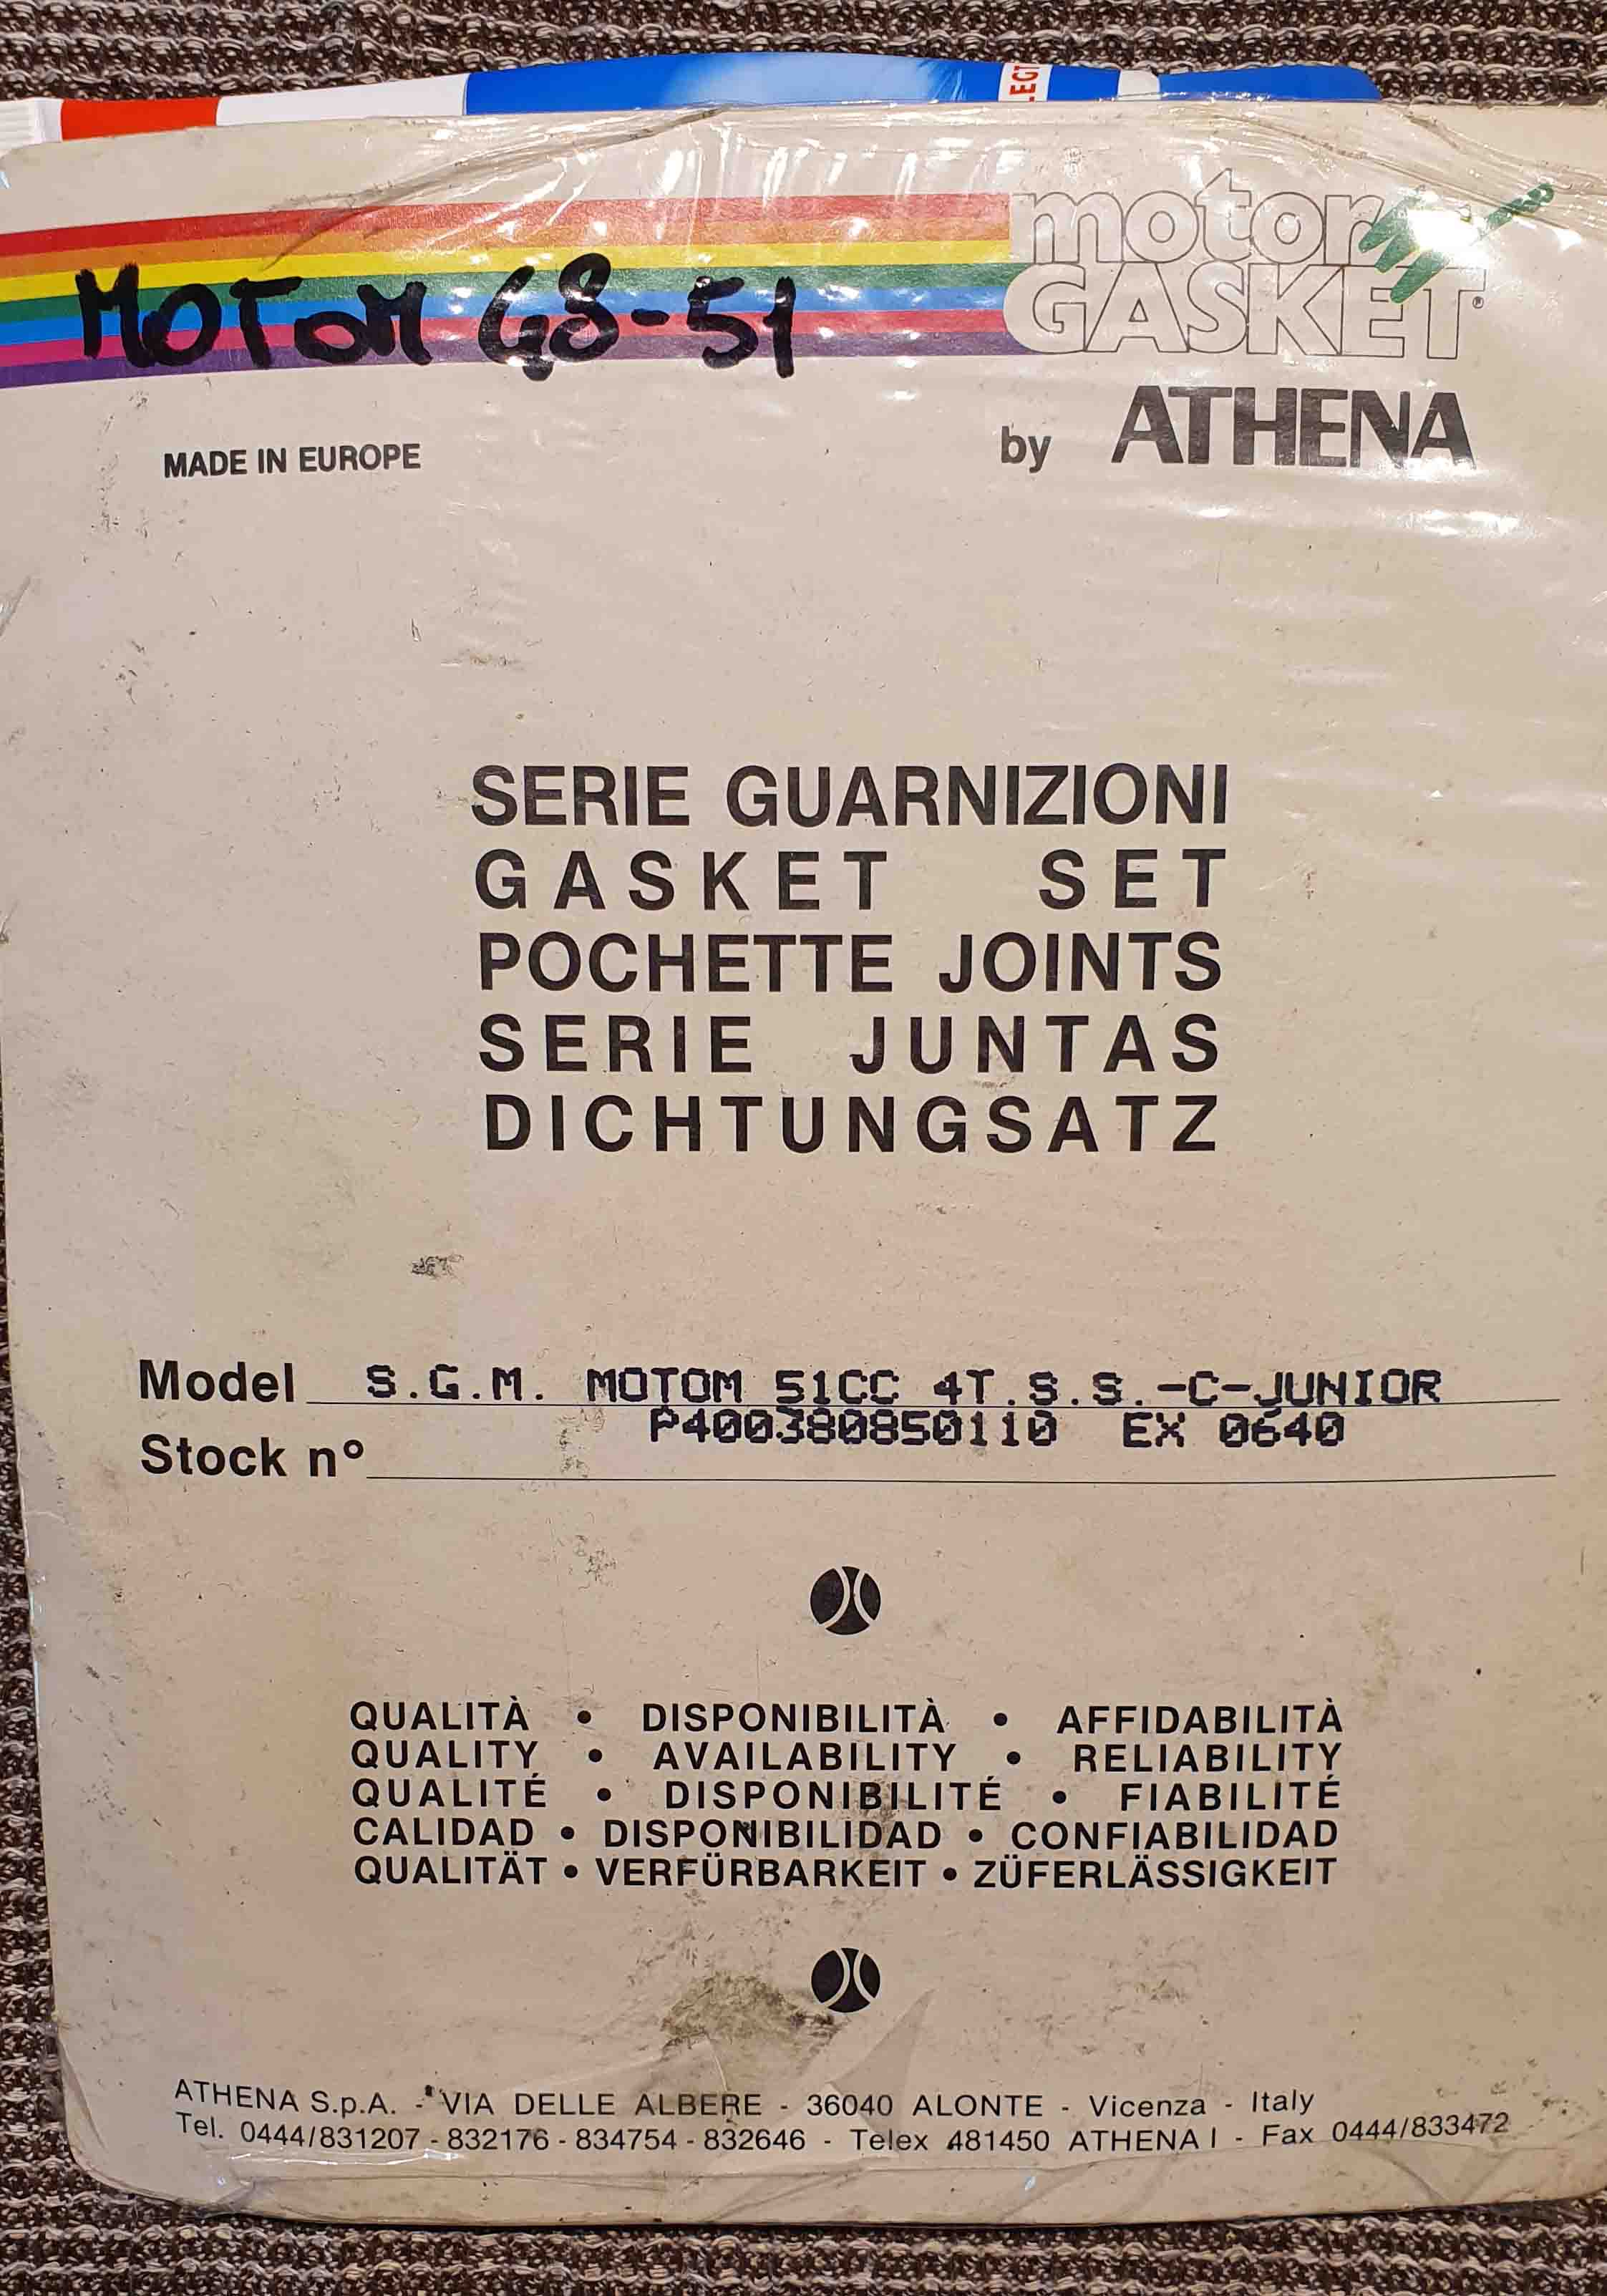 LEGT
motor
GASKET®
MOTOM 48-51
by ATHENA
MADE IN EUROPE
SERIE GUARNIZIONI
GASKET SET
POCHETTE JOINTS
SERIE JUNTAS
DICHTUNGSATZ
Model S.G.M. MOTOM 51CC 4T.S.S.-C-JUNIOR
P400380850110 EX 0640
Stock n°
QUALITÀ • DISPONIBILITÀ • AFFIDABILITÀ
QUALITY • AVAILABILITY • RELIABILITY
QUALITÉ • DISPONIBILITÉ • FIABILITÉ
CALIDAD • DISPONIBILIDAD • CONFIABILIDAD
QUALITÄT • VERFÜRBARKEIT • ZÜFERLÄSSIGKEIT
ATHENA S.p.A. - VIA DELLE ALBERE - 36040 ALONTE - Vicenza - Italy
Tel. 0444/831207 - 832176 - 834754 - 832646 - Telex 481450 ATHENA I - Fax 0444/833472